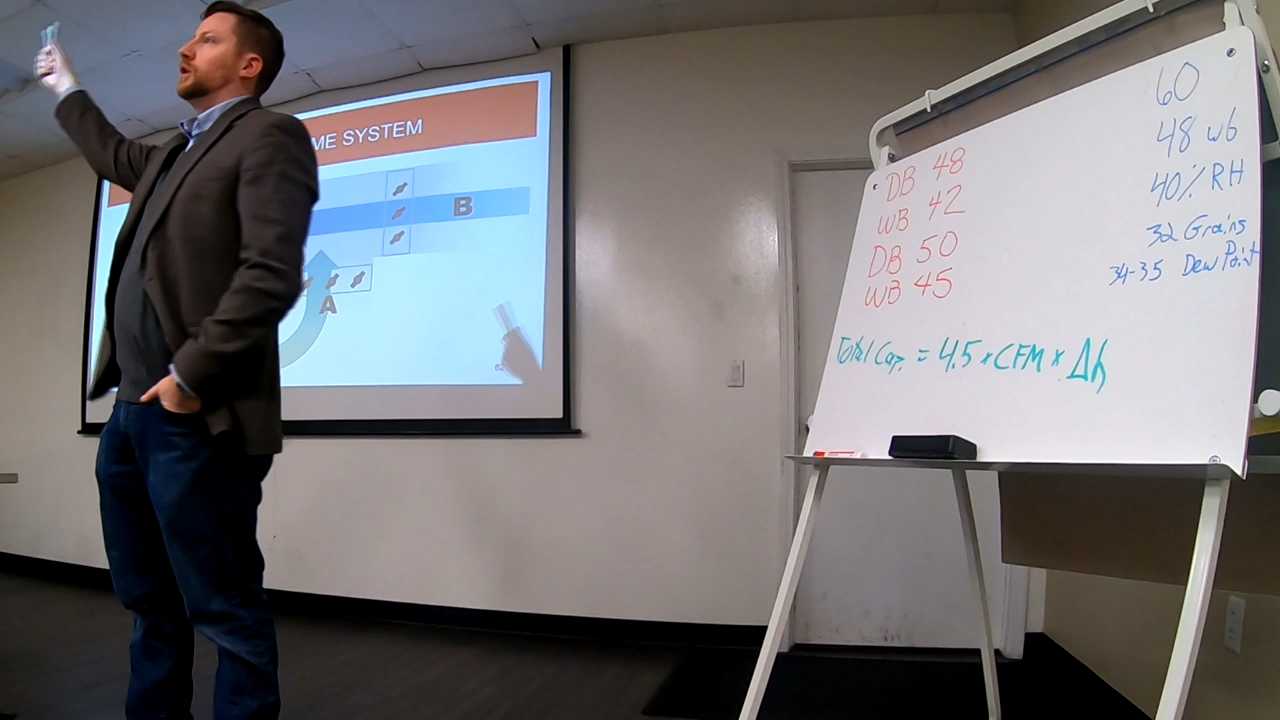 ME SYSTEM
B
A
DB 48
WB 42
DB 50
WB 45
Total Cap. = 4.5 × CFM × Δh
60
48 wb
40% RH
32 Grains
34-35 Dew Point